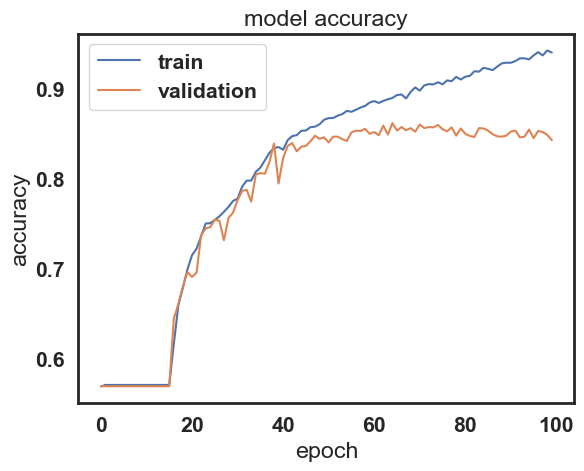 model accuracy
train
validation
accuracy
0.9
0.8
0.7
0.6
0 20 40 60 80 100
epoch